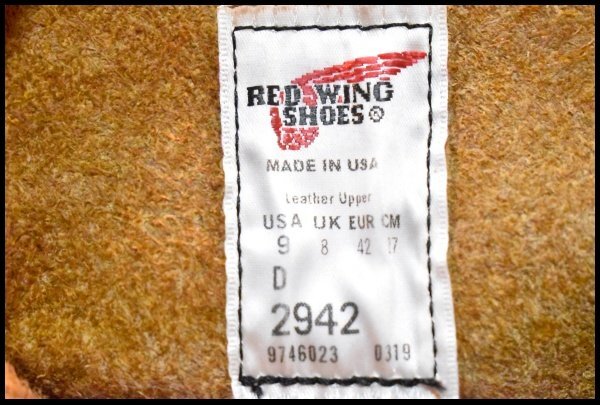 RED WING
SHOES ®
MADE IN USA
Leather Upper
USA UK EUR CM
9 8 42 27
D
2942
9746023 0319